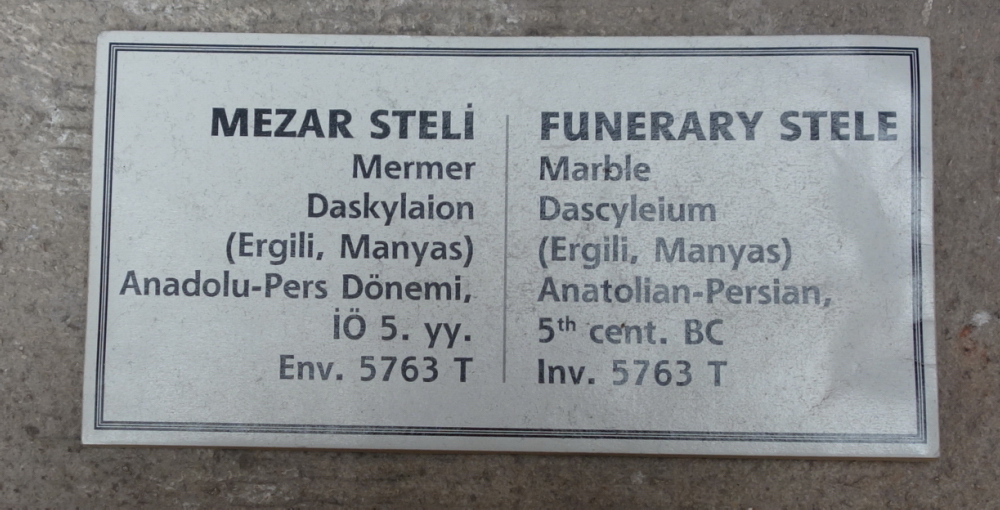 MEZAR STELİ
Mermer
Daskylaion
(Ergili, Manyas)
Anadolu-Pers Dönemi,
İÖ 5. yy.
Env. 5763 T
FUNERARY STELE
Marble
Dascyleium
(Ergili, Manyas)
Anatolian-Persian,
5th cent. BC
Inv. 5763 T